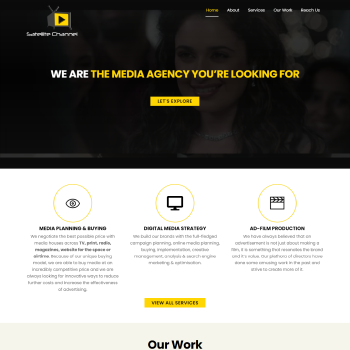 Home About Services Our Work Reach Us
Satellite Channel
WE ARE THE MEDIA AGENCY YOU'RE LOOKING FOR
LET'S EXPLORE
MEDIA PLANNING & BUYING
We negotiate the best possible price with
media houses across TV, print, radio,
magazines, website for the space or
airtime. Because of our unique buying
model, we are able to buy media at an
incredibly competitive price and we are
always looking for innovative ways to reduce
further costs and increase the effectiveness
of advertising.
DIGITAL MEDIA STRATEGY
We build our brands with the full-fledged
campaign planning, online media planning,
buying, implementation, creative
management, analysis & search engine
marketing & optimisation.
AD-FILM PRODUCTION
We have always believed that an
advertisement is not just about making a
film, it is something that resonates the brand
and it's value. Our plethora of directors have
done some amazing work in the past and
strive to create more of it.
VIEW ALL SERVICES
Our Work